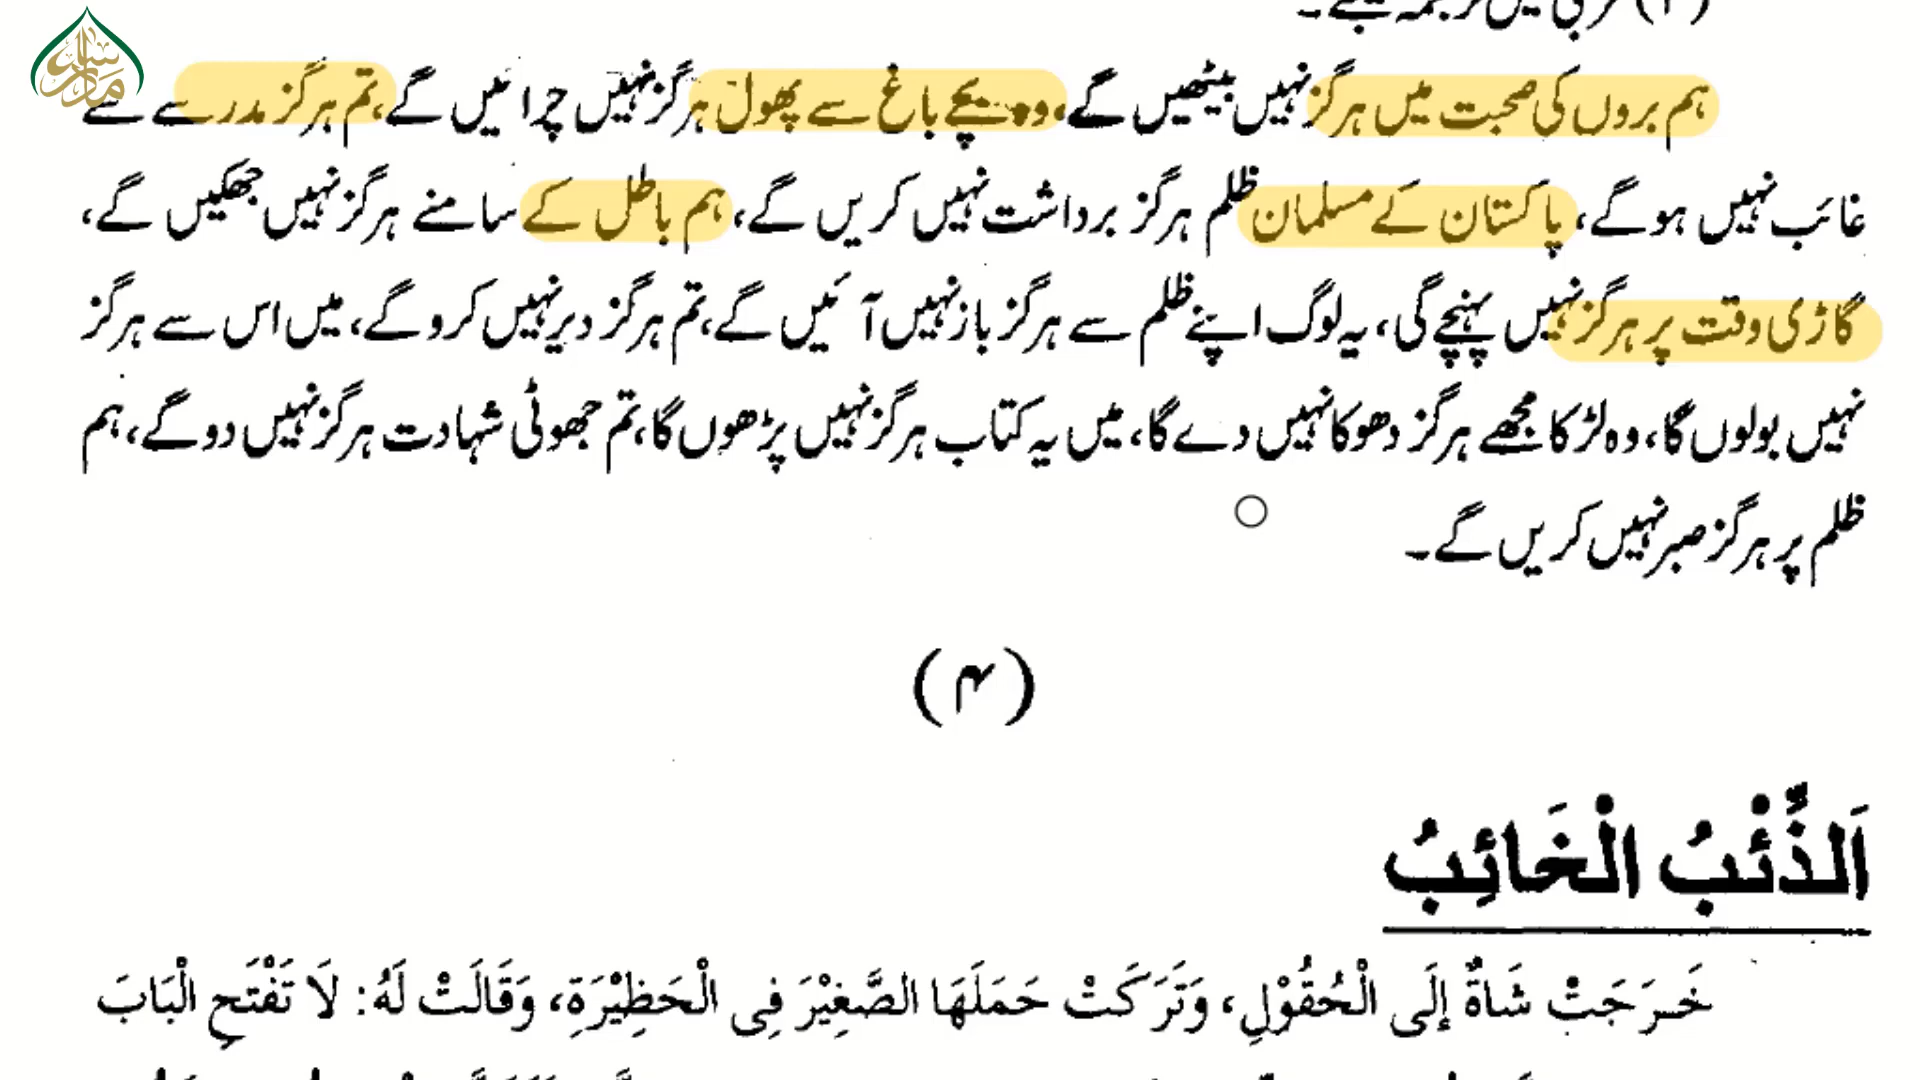 (۳) عربی میں ترجمہ کیجئے۔
ہم بروں کی صحبت میں ہرگز نہیں بیٹھیں گے، وہ بچے باغ سے پھول ہرگز نہیں چرائیں گے، تم ہرگز مدرسے سے
غائب نہیں ہوگے، پاکستان کے مسلمان ظلم ہرگز برداشت نہیں کریں گے، ہم باطل کے سامنے ہرگز نہیں جھکیں گے،
گاڑی وقت پر ہرگز نہیں پہنچے گی، یہ لوگ اپنے ظلم سے ہرگز باز نہیں آئیں گے، تم ہرگز دیر نہیں کروگے، میں اس سے ہرگز
نہیں بولوں گا، وہ لڑکا مجھے ہرگز دھوکا نہیں دے گا، میں یہ کتاب ہرگز نہیں پڑھوں گا، تم جھوٹی شہادت ہرگز نہیں دوگے، ہم
ظلم پر ہرگز صبر نہیں کریں گے۔
(۴)
اَلذِّئْبُ الْخَائِبُ
خَرَجَتْ شَاةٌ إِلَى الْحُقُوْلِ، وَتَرَكَتْ حَمَلَهَا الصَّغِيْرَ فِى الْحَظِيْرَةِ، وَقَالَتْ لَهُ: لَا تَفْتَحِ الْبَابَ